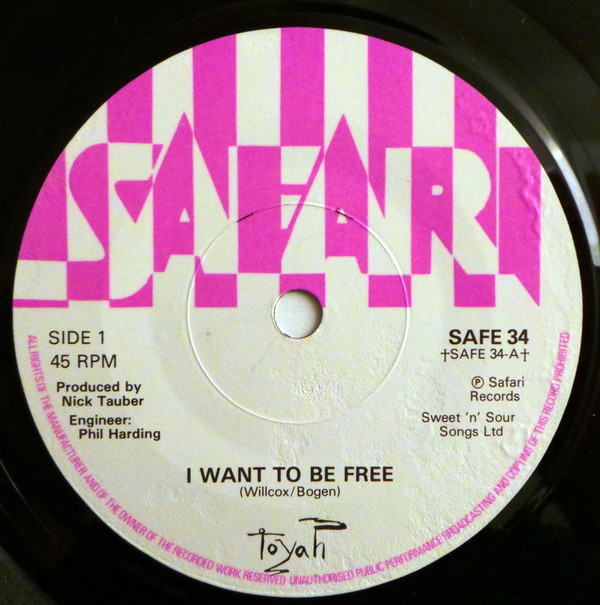 SAFARI
SIDE 1
45 RPM
Produced by
Nick Tauber
Engineer:
Phil Harding
SAFE 34
†SAFE 34-A†
℗ Safari
Records
Sweet 'n' Sour
Songs Ltd
I WANT TO BE FREE
(Willcox/Bogen)
Toyah
ALL RIGHTS OF THE MANUFACTURER AND OF THE OWNER OF THE RECORDED WORK RESERVED UNAUTHORISED PUBLIC PERFORMANCE BROADCASTING AND COPYING OF THIS RECORD PROHIBITED